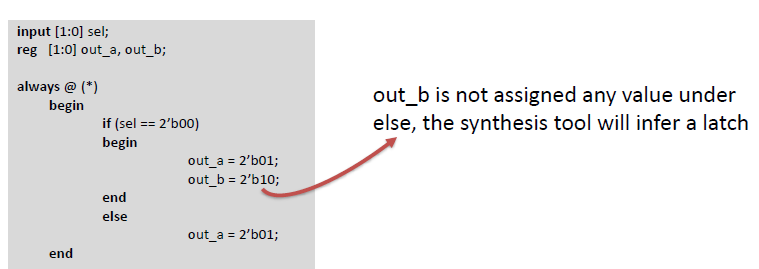 input [1:0] sel;
reg [1:0] out_a, out_b;
always @ (*)
begin
if (sel == 2’b00)
begin
out_a = 2’b01;
out_b = 2’b10;
end
else
out_a = 2’b01;
end
out_b is not assigned any value under
else, the synthesis tool will infer a latch